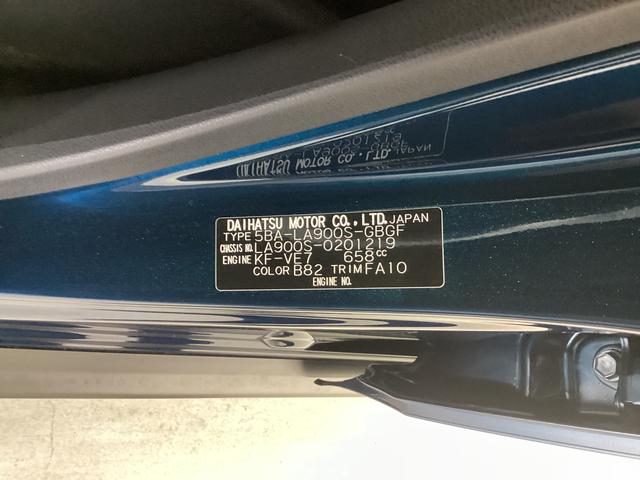 DAIHATSU MOTOR CO., LTD. JAPAN
TYPE 5BA-LA900S-GBGF
CHASSIS NO. LA900S-0201219
ENGINE KF-VE7 658cc
COLOR B82 TRIM FA10
ENGINE NO.